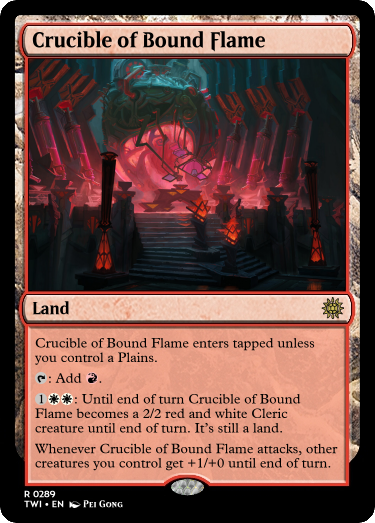 Crucible of Bound Flame
Land
Crucible of Bound Flame enters tapped unless
you control a Plains.
: Add .
1 : Until end of turn Crucible of Bound
Flame becomes a 2/2 red and white Cleric
creature until end of turn. It's still a land.
Whenever Crucible of Bound Flame attacks, other
creatures you control get +1/+0 until end of turn.
R 0289
TWI • EN Pei Gong